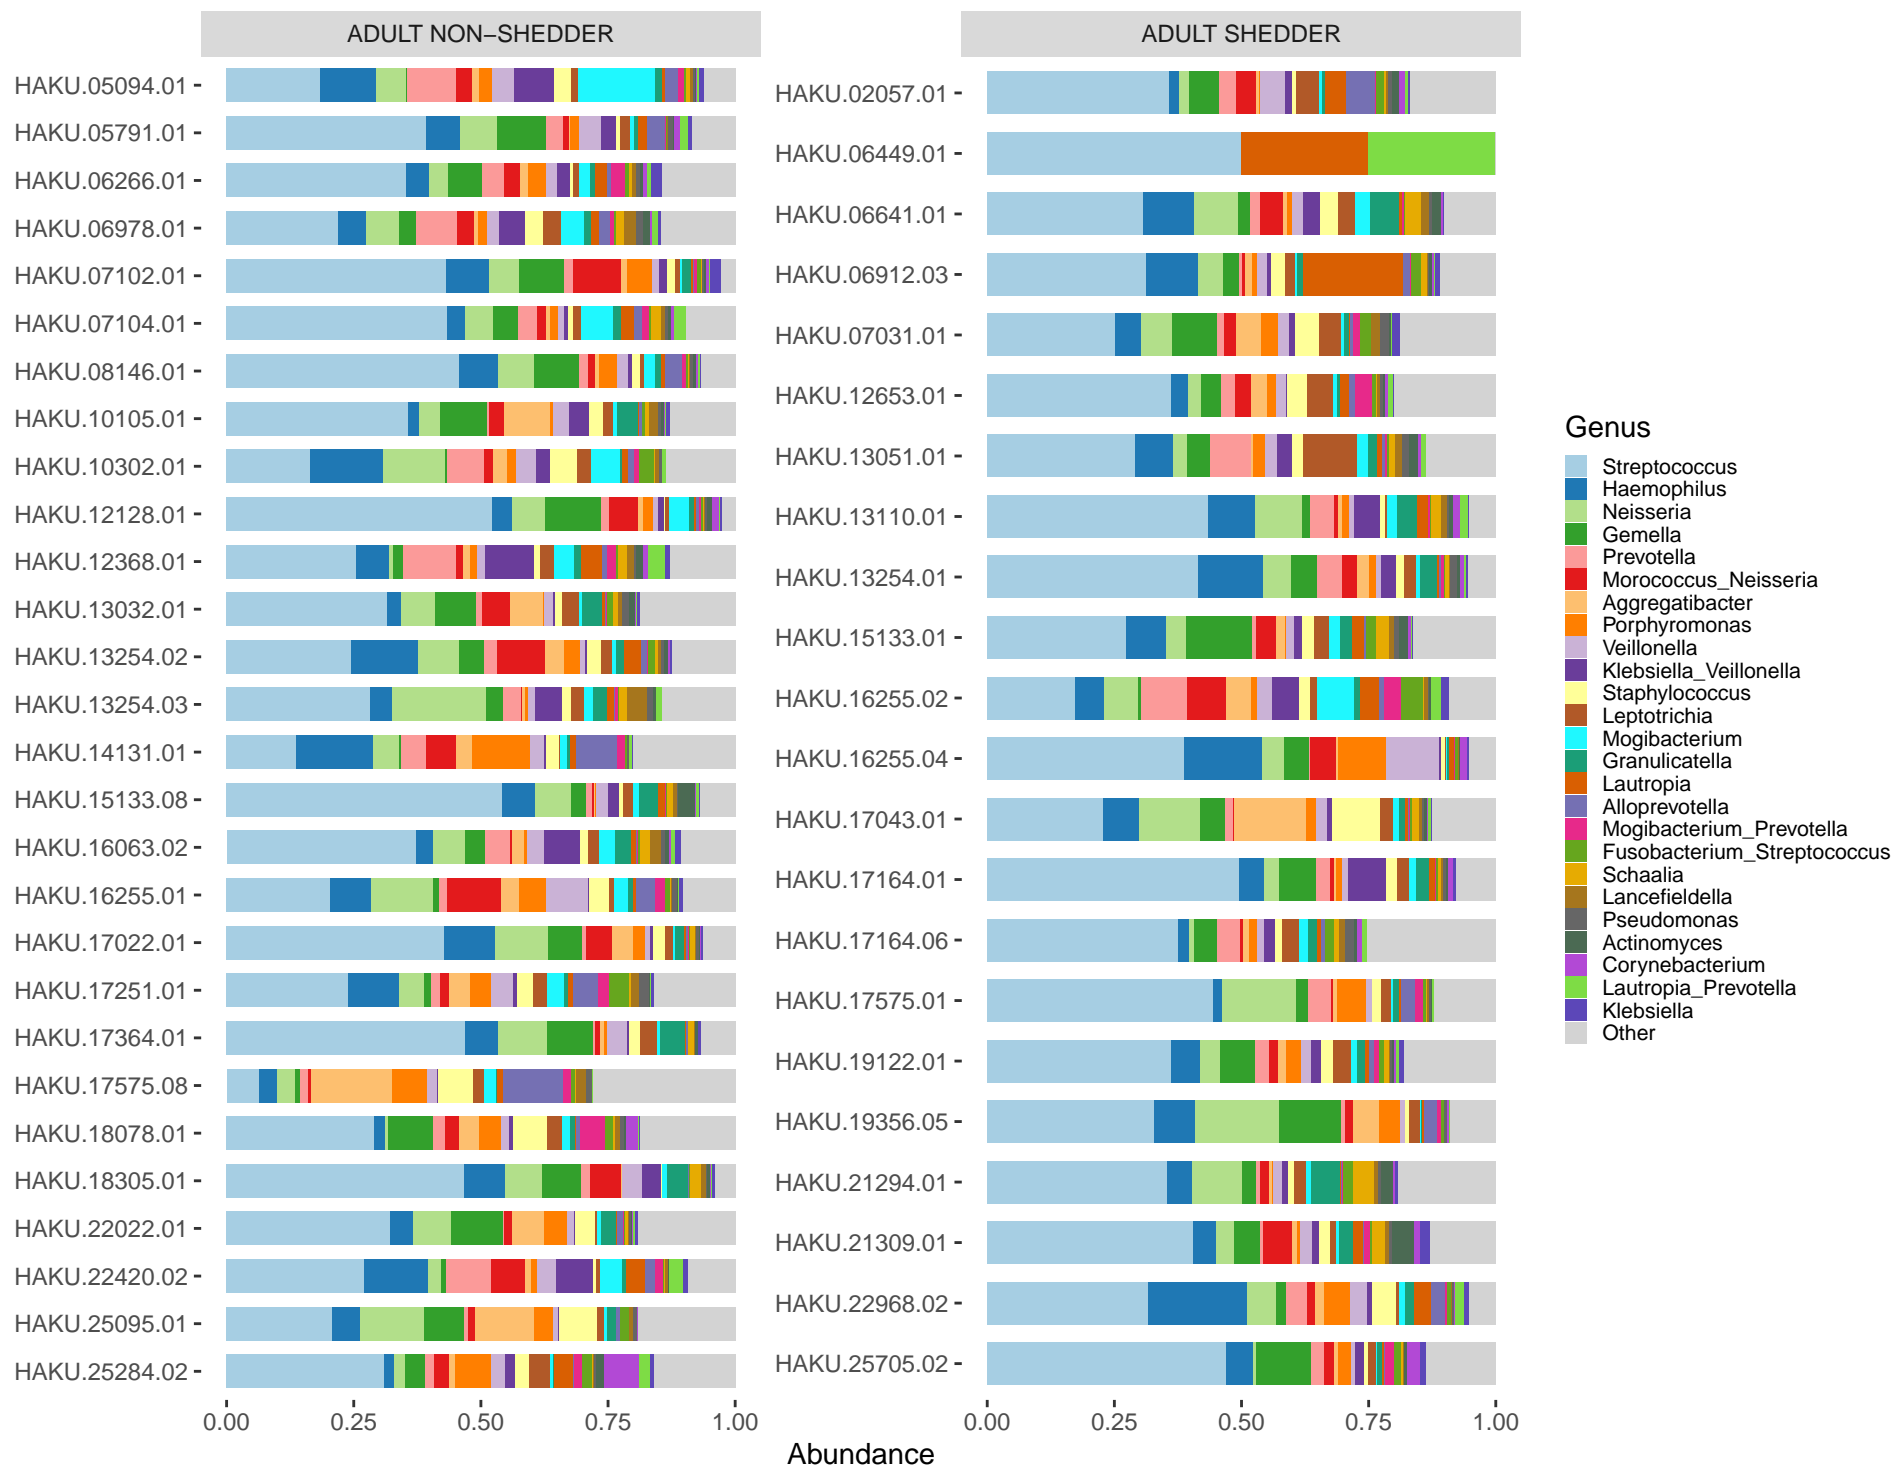 ADULT NON−SHEDDER
HAKU.05094.01
HAKU.05791.01
HAKU.06266.01
HAKU.06978.01
HAKU.07102.01
HAKU.07104.01
HAKU.08146.01
HAKU.10105.01
HAKU.10302.01
HAKU.12128.01
HAKU.12368.01
HAKU.13032.01
HAKU.13254.02
HAKU.13254.03
HAKU.14131.01
HAKU.15133.08
HAKU.16063.02
HAKU.16255.01
HAKU.17022.01
HAKU.17251.01
HAKU.17364.01
HAKU.17575.08
HAKU.18078.01
HAKU.18305.01
HAKU.22022.01
HAKU.22420.02
HAKU.25095.01
HAKU.25284.02
0.00 0.25 0.50 0.75 1.00
ADULT SHEDDER
HAKU.02057.01
HAKU.06449.01
HAKU.06641.01
HAKU.06912.03
HAKU.07031.01
HAKU.12653.01
HAKU.13051.01
HAKU.13110.01
HAKU.13254.01
HAKU.15133.01
HAKU.16255.02
HAKU.16255.04
HAKU.17043.01
HAKU.17164.01
HAKU.17164.06
HAKU.17575.01
HAKU.19122.01
HAKU.19356.05
HAKU.21294.01
HAKU.21309.01
HAKU.22968.02
HAKU.25705.02
0.00 0.25 0.50 0.75 1.00
Abundance
Genus
Streptococcus
Haemophilus
Neisseria
Gemella
Prevotella
Morococcus_Neisseria
Aggregatibacter
Porphyromonas
Veillonella
Klebsiella_Veillonella
Staphylococcus
Leptotrichia
Mogibacterium
Granulicatella
Lautropia
Alloprevotella
Mogibacterium_Prevotella
Fusobacterium_Streptococcus
Schaalia
Lancefieldella
Pseudomonas
Actinomyces
Corynebacterium
Lautropia_Prevotella
Klebsiella
Other